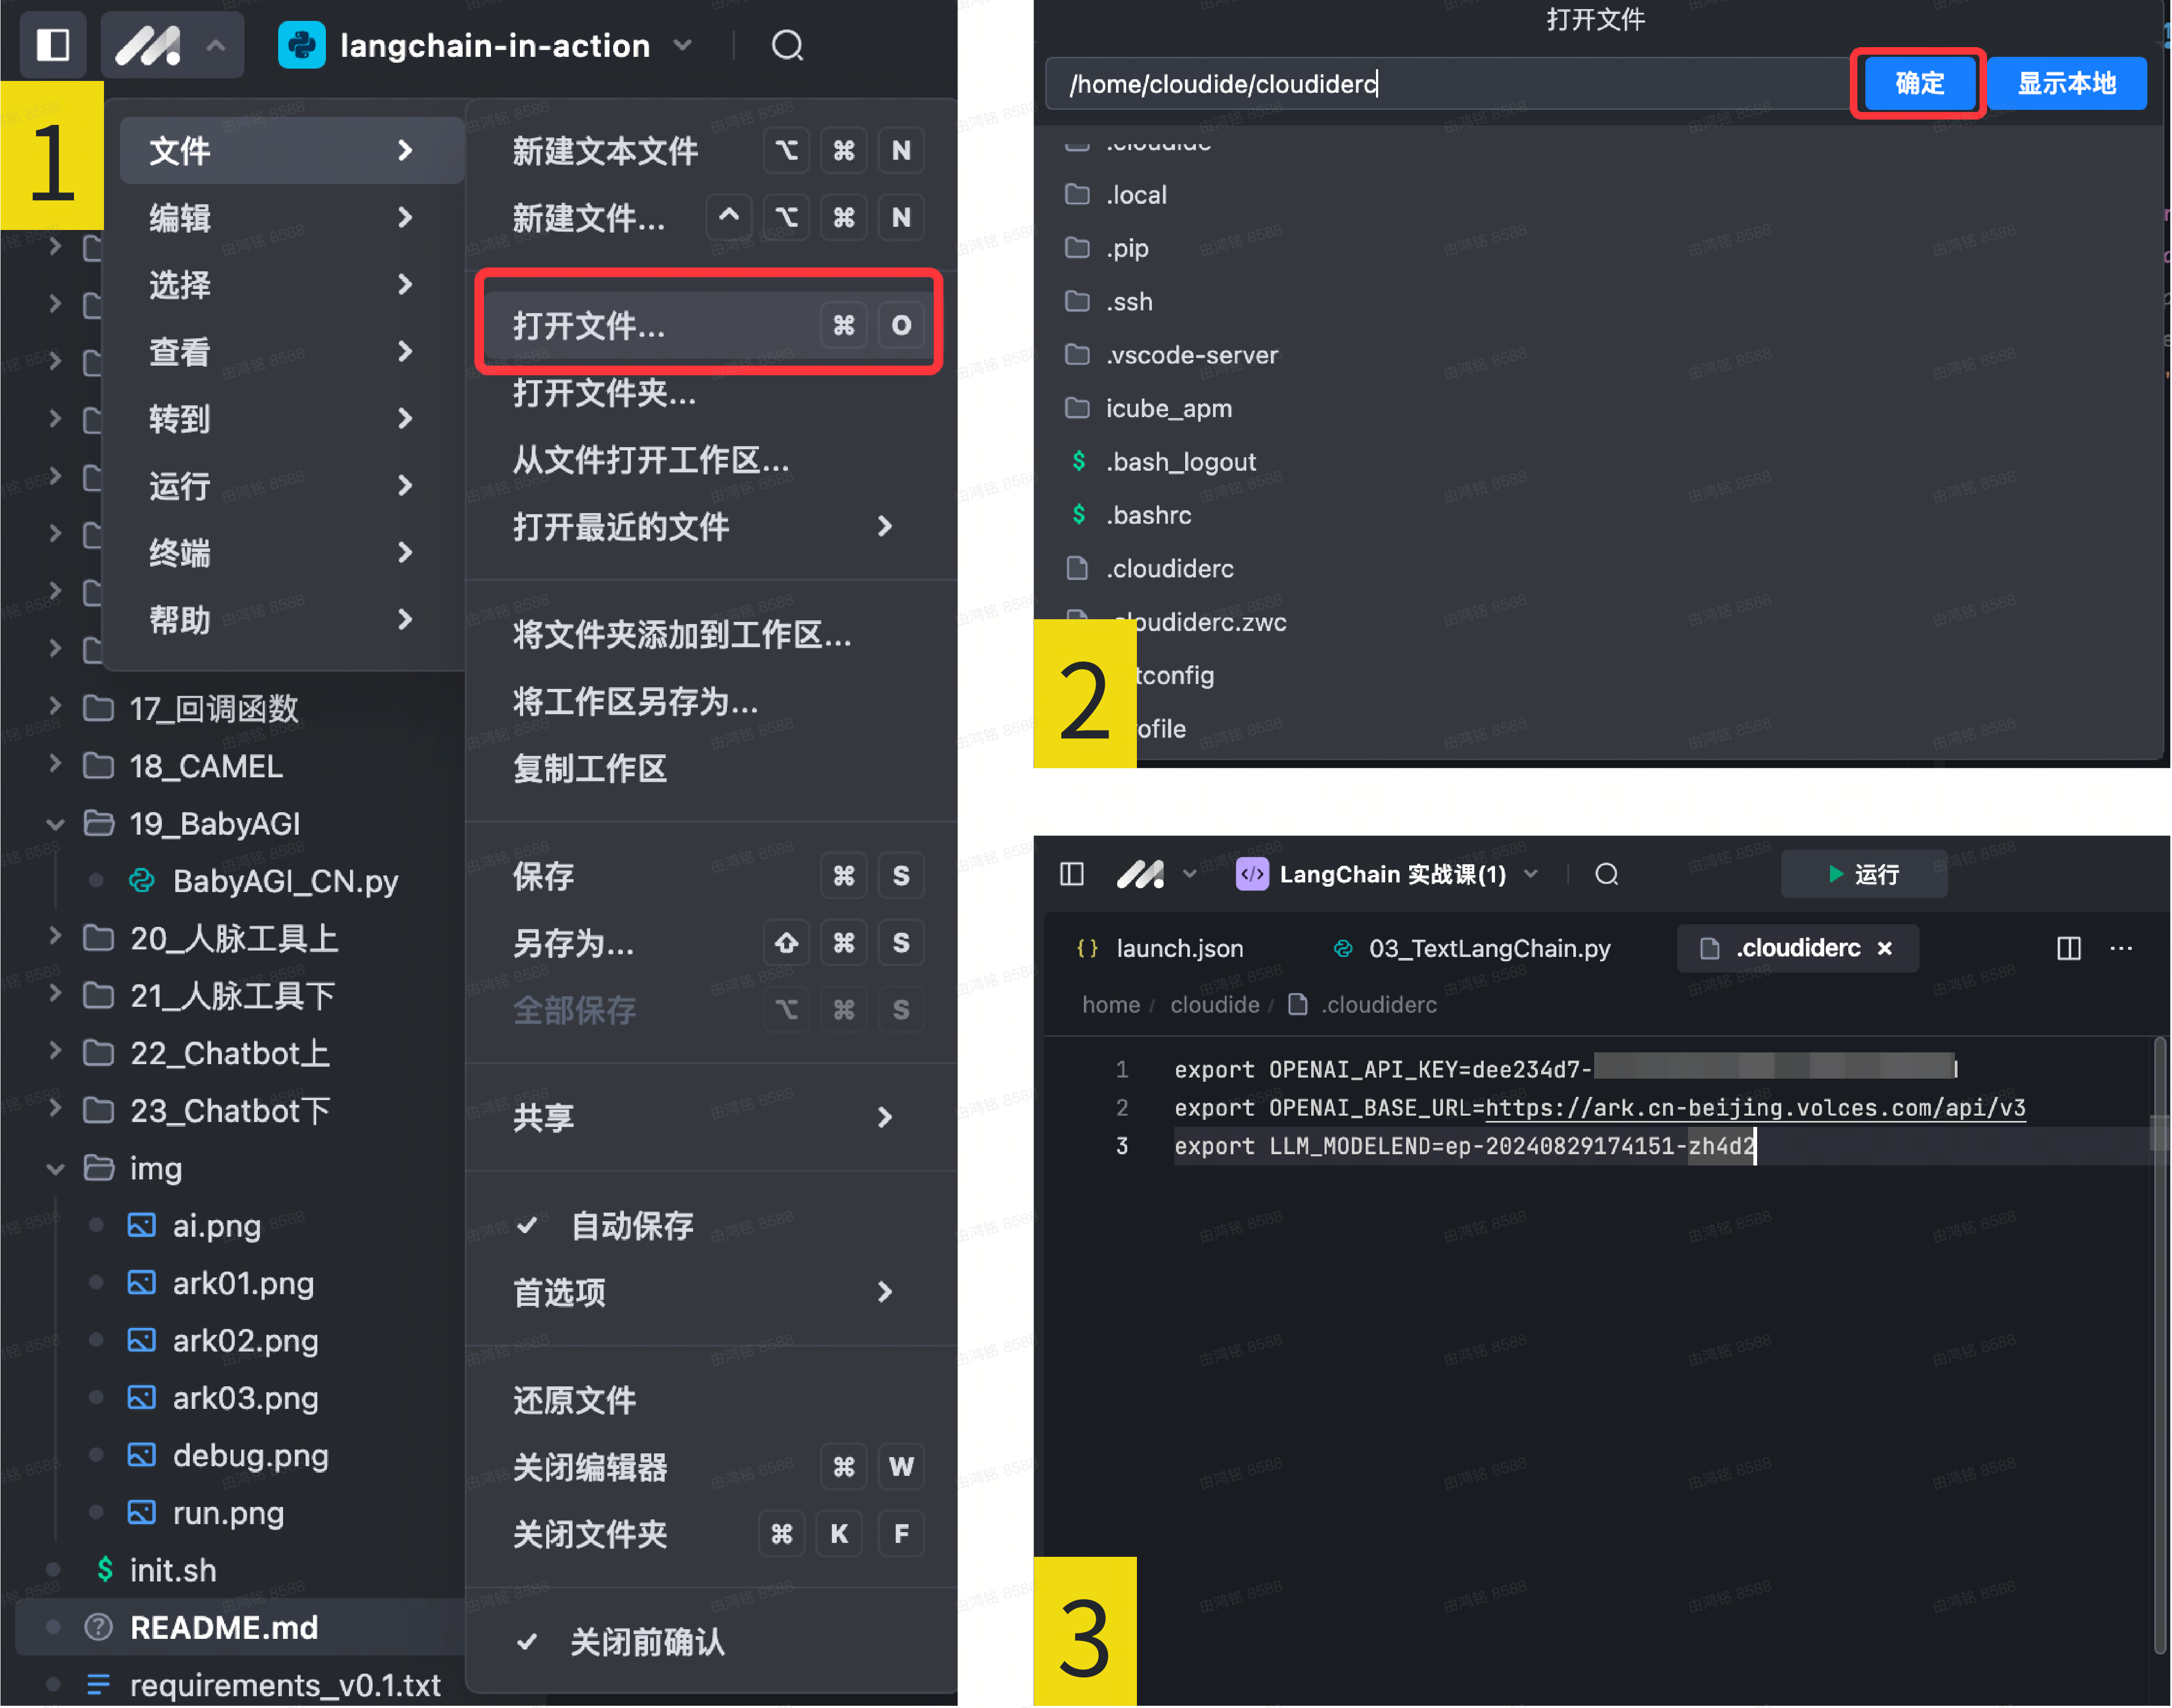 langchain-in-action
1
文件
编辑
选择
查看
转到
运行
终端
帮助
新建文本文件 ⌥ ⌘ N
新建文件... ^ ⌥ ⌘ N
打开文件... ⌘ O
打开文件夹...
从文件打开工作区...
打开最近的文件
将文件夹添加到工作区...
将工作区另存为...
复制工作区
保存 ⌘ S
另存为... ⇧ ⌘ S
全部保存 ⌥ ⌘ S
共享
自动保存
首选项
还原文件
关闭编辑器 ⌘ W
关闭文件夹 ⌘ K F
关闭前确认
17_回调函数
18_CAMEL
19_BabyAGI
BabyAGI_CN.py
20_人脉工具上
21_人脉工具下
22_Chatbot上
23_Chatbot下
img
ai.png
ark01.png
ark02.png
ark03.png
debug.png
run.png
init.sh
README.md
requirements_v0.1.txt
打开文件
/home/cloudide/cloudiderc 确定 显示本地
.cloudide
.local
.pip
.ssh
.vscode-server
icube_apm
.bash_logout
.bashrc
.cloudiderc
cloudiderc.zwc
tconfig
ofile
2
LangChain 实战课(1) 运行
launch.json 03_TextLangChain.py .cloudiderc
home / cloudide / .cloudiderc
1 export OPENAI_API_KEY=dee234d7-
2 export OPENAI_BASE_URL=https://ark.cn-beijing.volces.com/api/v3
3 export LLM_MODELEND=ep-20240829174151-zh4d2
3
由鸿铭 8588